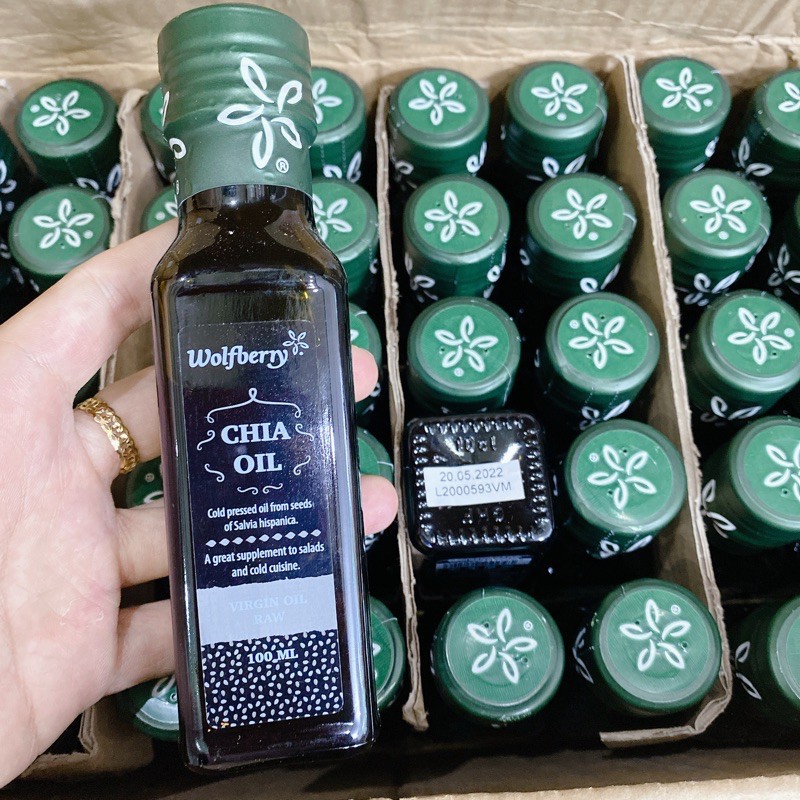 Wolfberry
CHIA
OIL
Cold pressed oil from seeds
of Salvia hispanica.
A great supplement to salads
and cold cuisine.
VIRGIN OIL
RAW
100 ML
20.05.2022
L2000593VM